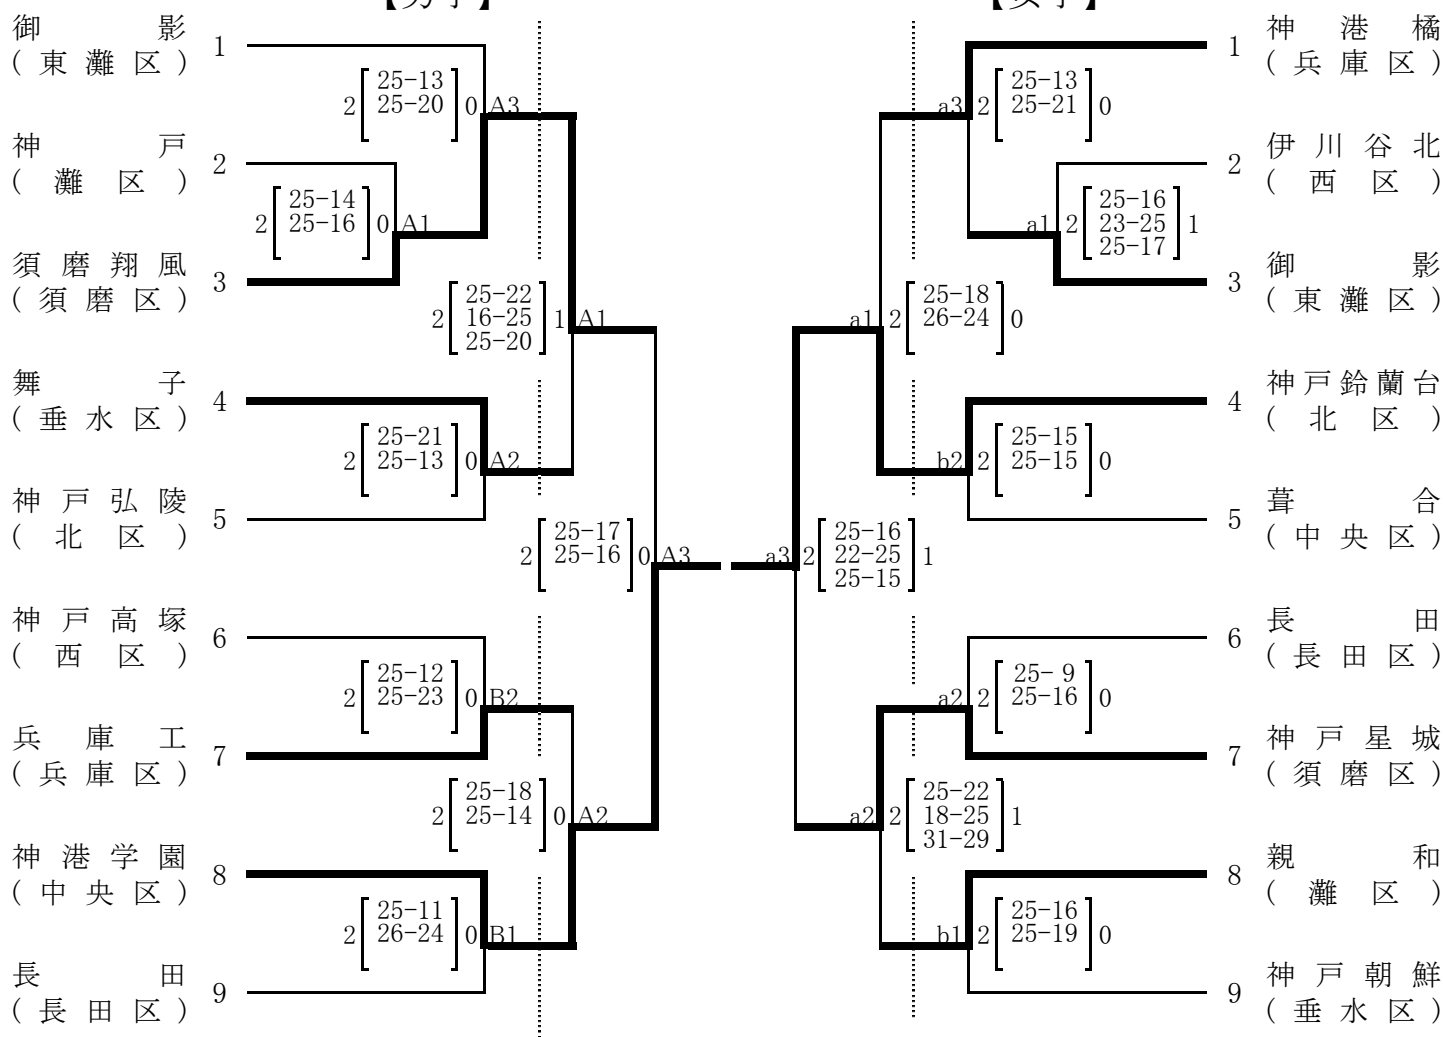 【男子】
御影
(東灘区)
1
神戸
(灘区)
2
須磨翔風
(須磨区)
3
舞子
(垂水区)
4
神戸弘陵
(北区)
5
神戸高塚
(西区)
6
兵庫工
(兵庫区)
7
神港学園
(中央区)
8
長田
(長田区)
9
2 25-13 0 A3
25-20
2 25-14 0 A1
25-16
2 25-22 1 A1
16-25
25-20
2 25-21 0 A2
25-13
2 25-17 0 A3
25-16
2 25-12 0 B2
25-23
2 25-18 0 A2
25-14
2 25-11 0 B1
26-24
【女子】
a3 2 25-13 0
25-21
a1 2 25-16 1
23-25
25-17
a1 2 25-18 0
26-24
b2 2 25-15 0
25-15
a3 2 25-16 1
22-25
25-15
a2 2 25- 9 0
25-16
a2 2 25-22 1
18-25
31-29
b1 2 25-16 0
25-19
1
神港橘
(兵庫区)
2
伊川谷北
(西区)
3
御影
(東灘区)
4
神戸鈴蘭台
(北区)
5
葺合
(中央区)
6
長田
(長田区)
7
神戸星城
(須磨区)
8
親和
(灘区)
9
神戸朝鮮
(垂水区)